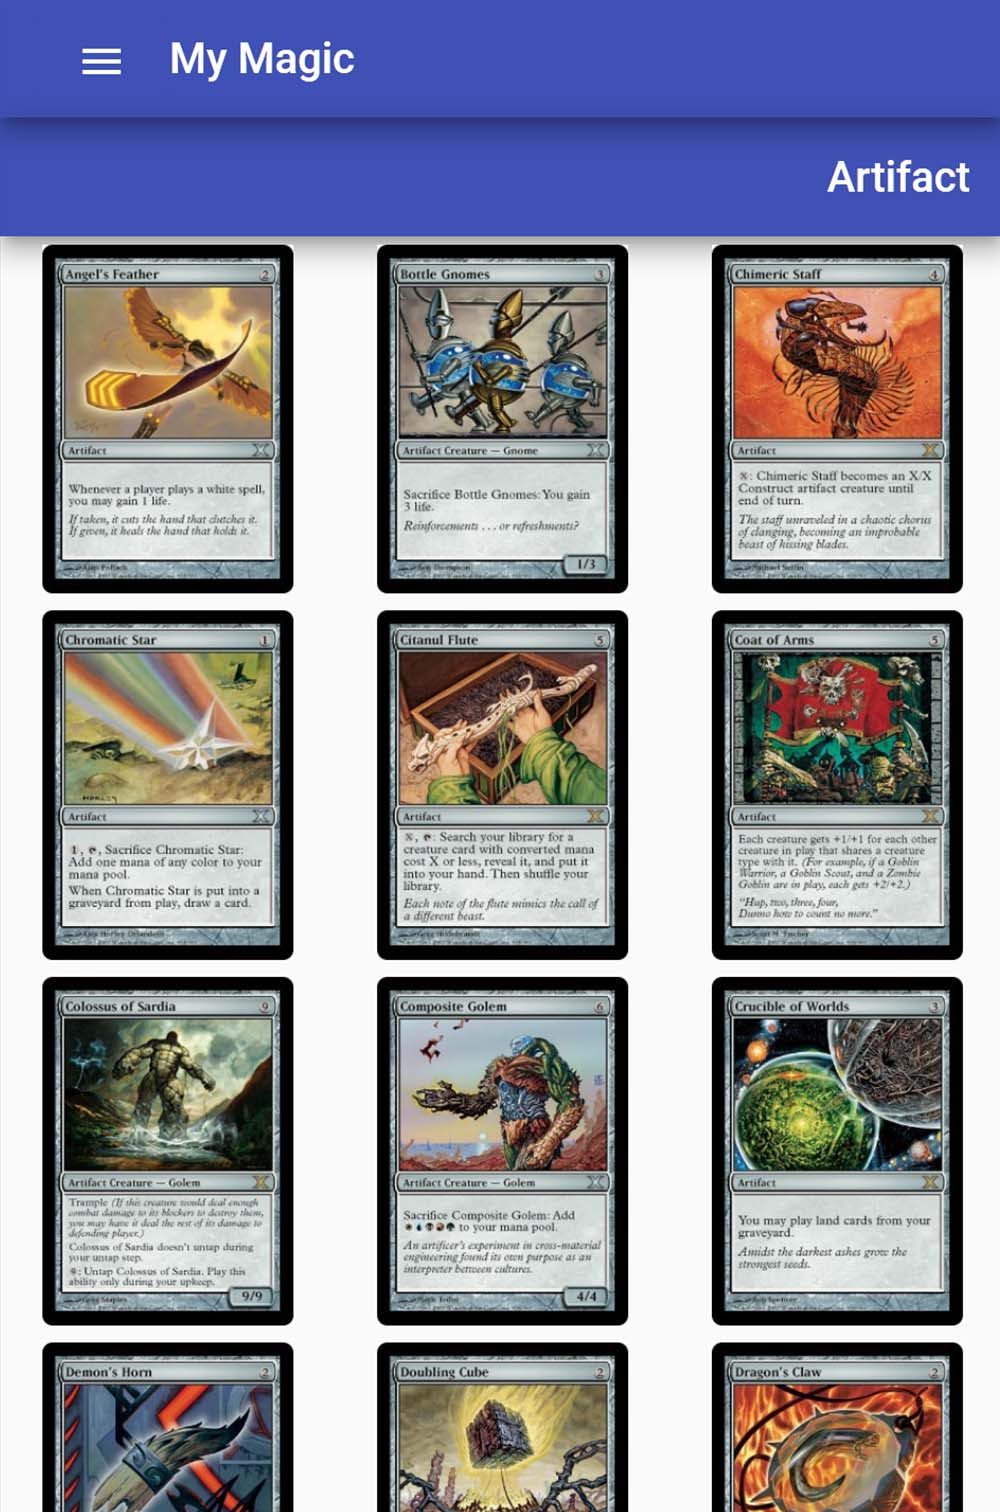 My Magic
Artifact
Angel's Feather 2
Artifact
Whenever a player plays a white spell,
you may gain 1 life.
If taken, it cuts the hand that clutches it.
If given, it heals the hand that holds it.
Bottle Gnomes 3
Artifact Creature — Gnome
Sacrifice Bottle Gnomes: You gain
3 life.
Reinforcements . . . or refreshments?
1/3
Chimeric Staff 4
Artifact
X: Chimeric Staff becomes an X/X
Construct artifact creature until
end of turn.
The staff unraveled in a chaotic chorus
of clanging, becoming an improbable
beast of hissing blades.
Chromatic Star 1
Artifact
1, , Sacrifice Chromatic Star:
Add one mana of any color to your
mana pool.
When Chromatic Star is put into a
graveyard from play, draw a card.
Citanul Flute 5
Artifact
X, : Search your library for a
creature card with converted mana
cost X or less, reveal it, and put it
into your hand. Then shuffle your
library.
Each note of the flute mimics the call of
a different beast.
Coat of Arms 5
Artifact
Each creature gets +1/+1 for each other
creature in play that shares a creature
type with it. (For example, if a Goblin
Warrior, a Goblin Scout, and a Zombie
Goblin are in play, each gets +2/+2.)
"Hup, two, three, four,
Dunno how to count no more."
Colossus of Sardia 9
Artifact Creature — Golem
Trample (If this creature would deal enough
combat damage to its blockers to destroy them,
you may have it deal the rest of its damage to
defending player.)
Colossus of Sardia doesn't untap during
your untap step.
9: Untap Colossus of Sardia. Play this
ability only during your upkeep.
9/9
Composite Golem 6
Artifact Creature — Golem
Sacrifice Composite Golem: Add
to your mana pool.
An artificer's experiment in cross-material
engineering found its own purpose as an
interpreter between cultures.
4/4
Crucible of Worlds 3
Artifact
You may play land cards from your
graveyard.
Amidst the darkest ashes grow the
strongest seeds.
Demon's Horn 2
Doubling Cube 2
Dragon's Claw 2